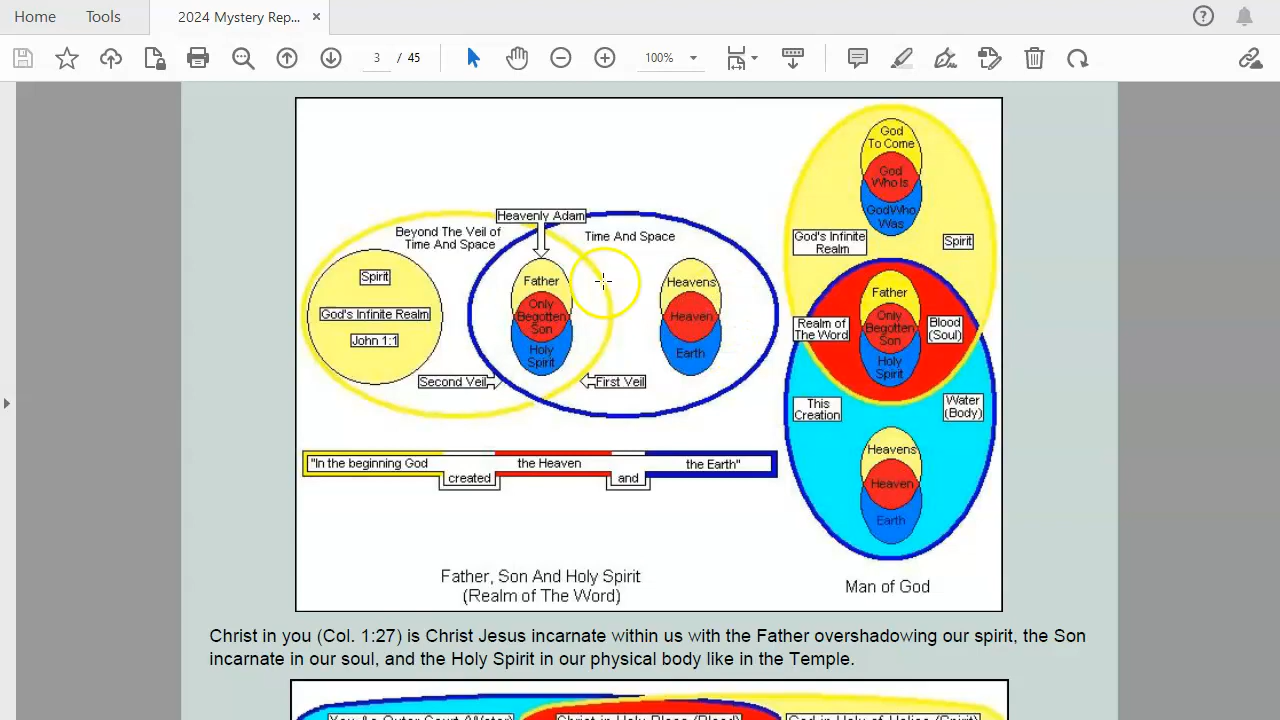 Home
Tools
2024 Mystery Rep...
3 / 45
100%
Heavenly Adam
Beyond The Veil of
Time And Space
Time And Space
Spirit
God's Infinite Realm
John 1:1
Father
Only
Begotten
Son
Holy
Spirit
Heavens
Heaven
Earth
Second Veil
First Veil
"In the beginning God
created
the Heaven
and
the Earth"
Father, Son And Holy Spirit
(Realm of The Word)
God
To Come
God
Who Is
God Who
Was
God's Infinite
Realm
Spirit
Realm of
The Word
Father
Only
Begotten
Son
Holy
Spirit
Blood
(Soul)
This
Creation
Water
(Body)
Heavens
Heaven
Earth
Man of God
Christ in you (Col. 1:27) is Christ Jesus incarnate within us with the Father overshadowing our spirit, the Son
incarnate in our soul, and the Holy Spirit in our physical body like in the Temple.